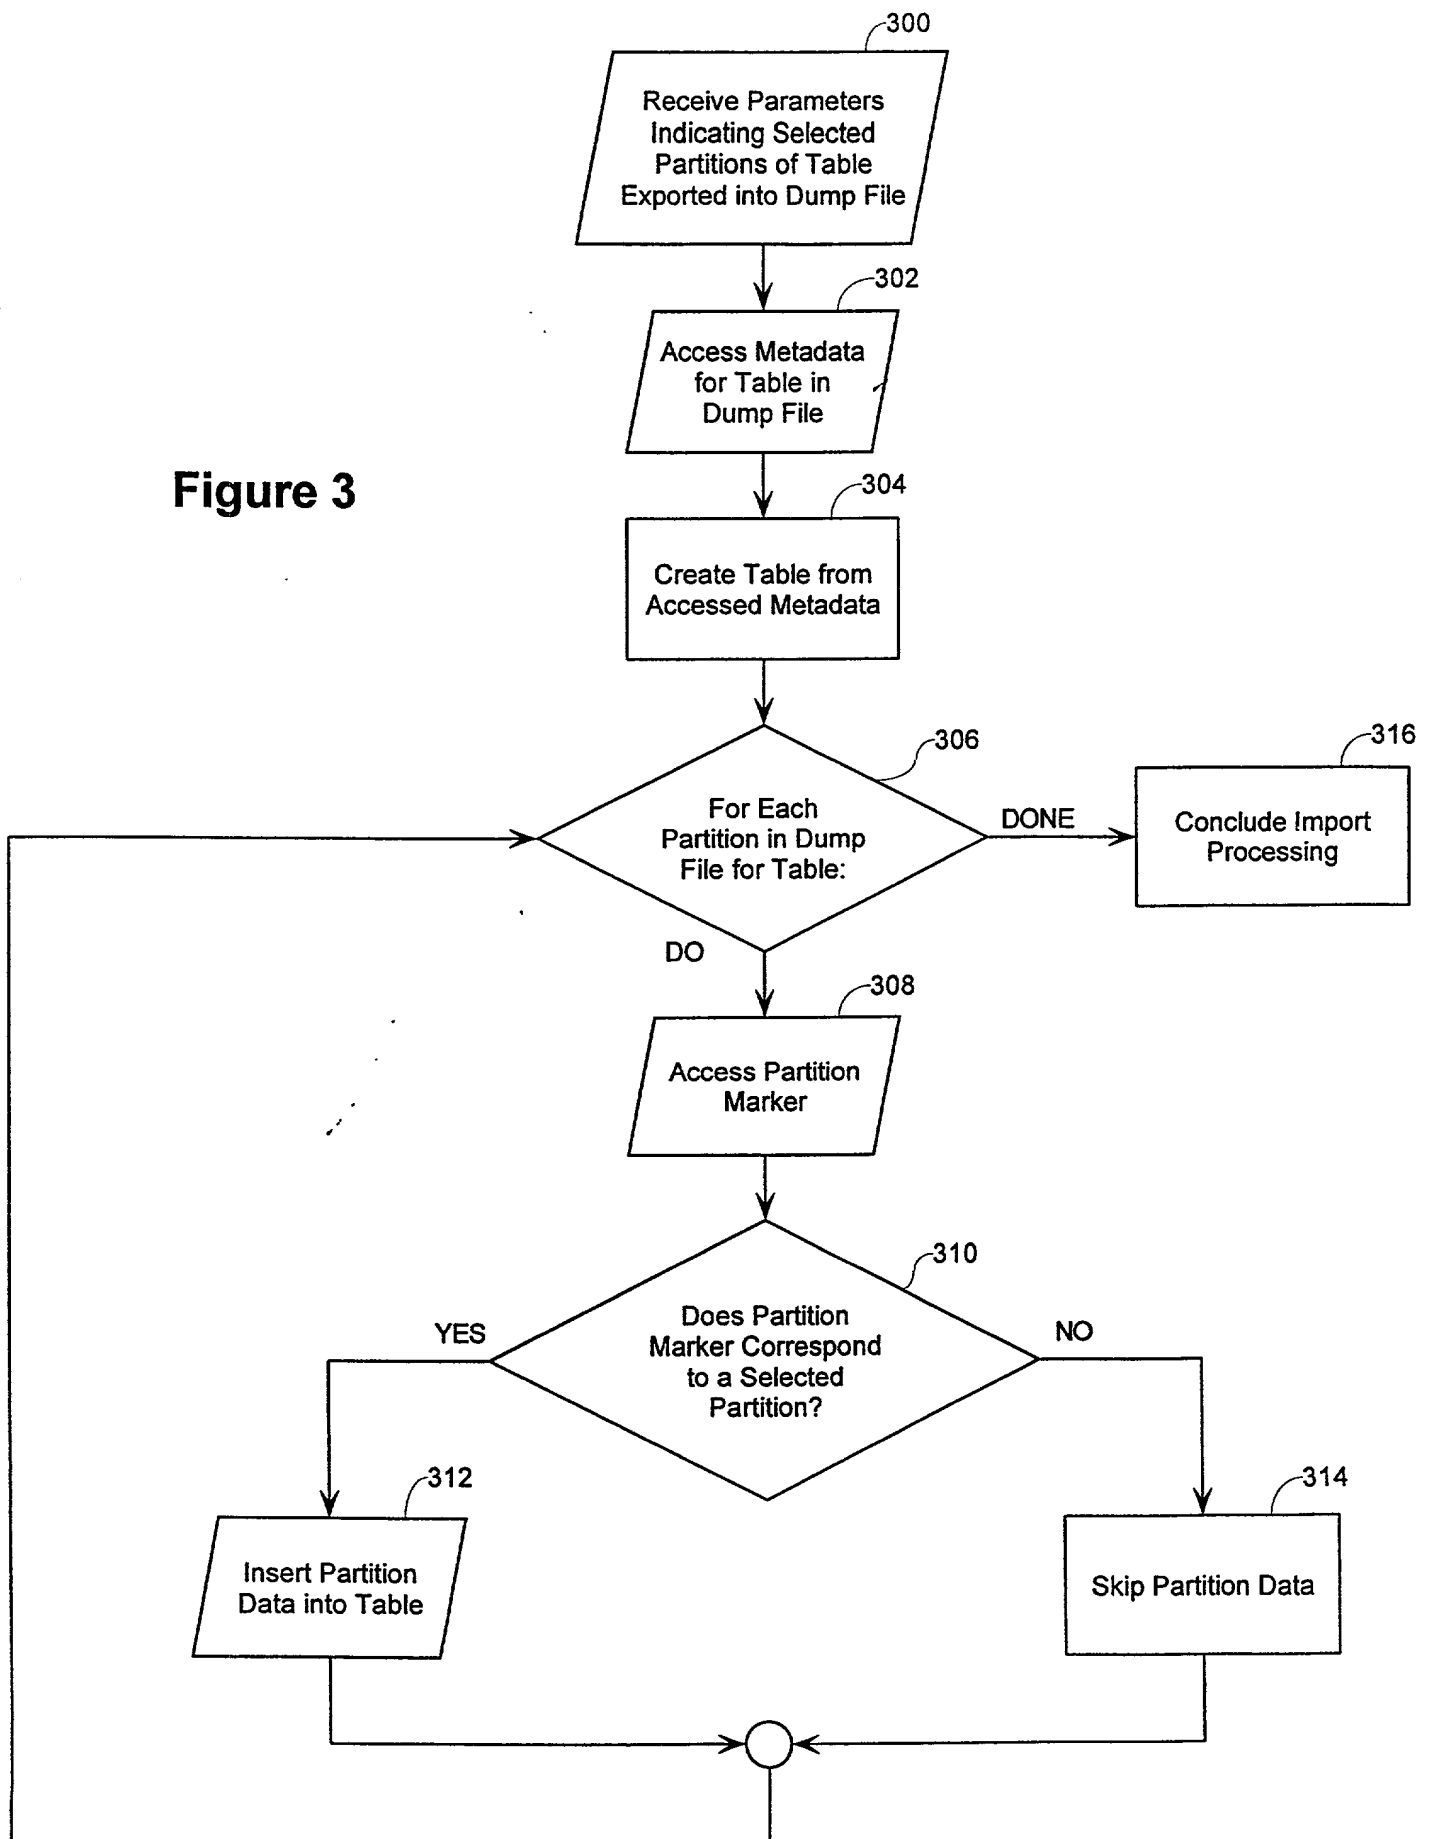 300
Receive Parameters
Indicating Selected
Partitions of Table
Exported into Dump File
302
Access Metadata
for Table in
Dump File
Figure 3
304
Create Table from
Accessed Metadata
306
316
For Each
Partition in Dump
File for Table:
DONE
Conclude Import
Processing
DO
308
Access Partition
Marker
310
Does Partition
Marker Correspond
to a Selected
Partition?
YES
NO
312
314
Insert Partition
Data into Table
Skip Partition Data